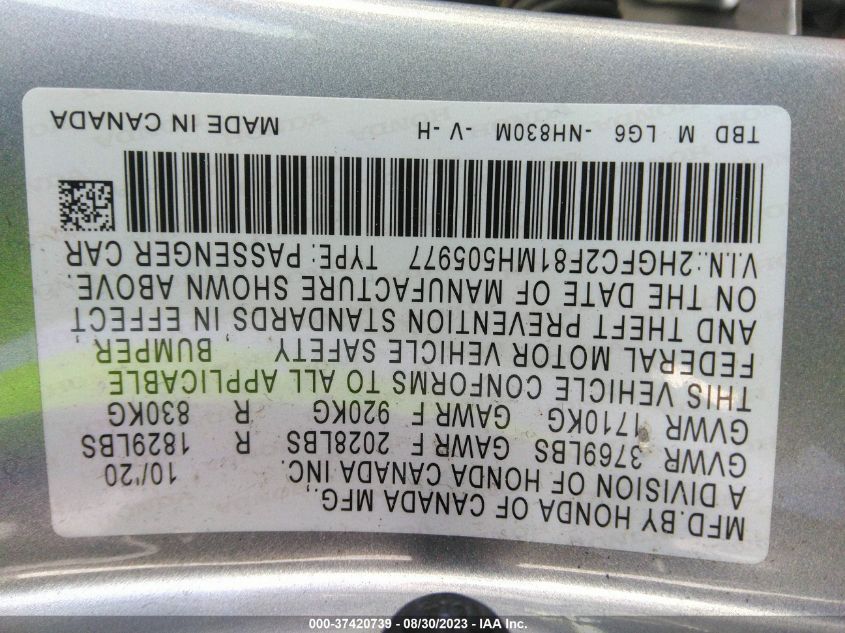 MFD.BY HONDA OF CANADA MFG.,
A DIVISION OF HONDA CANADA INC. 10/'20
GVWR 3769LBS GAWR F 2028LBS R 1829LBS
GVWR 1710KG GAWR F 920KG R 830KG
THIS VEHICLE CONFORMS TO ALL APPLICABLE
FEDERAL MOTOR VEHICLE SAFETY , BUMPER ,
AND THEFT PREVENTION STANDARDS IN EFFECT
ON THE DATE OF MANUFACTURE SHOWN ABOVE.
V.I.N.:2HGFC2F81MH505977 TYPE: PASSENGER CAR
TBD M LG6 -NH830M -V -H MADE IN CANADA
000-37420739 - 08/30/2023 - IAA Inc.